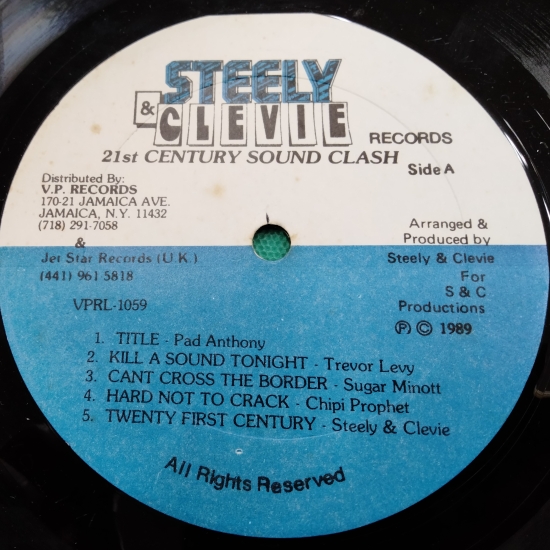 STEELY
& CLEVIE
RECORDS
21st CENTURY SOUND CLASH
Side A
Distributed By:
V.P. RECORDS
170-21 JAMAICA AVE.
JAMAICA, N.Y. 11432
(718) 291-7058
&
Jet Star Records (U.K.)
(441) 961 5818
VPRL-1059
Arranged &
Produced by
Steely & Clevie
For
S & C
Productions
Ⓟ © 1989
1. TITLE - Pad Anthony
2. KILL A SOUND TONIGHT - Trevor Levy
3. CANT CROSS THE BORDER - Sugar Minott
4. HARD NOT TO CRACK - Chipi Prophet
5. TWENTY FIRST CENTURY - Steely & Clevie
All Rights Reserved